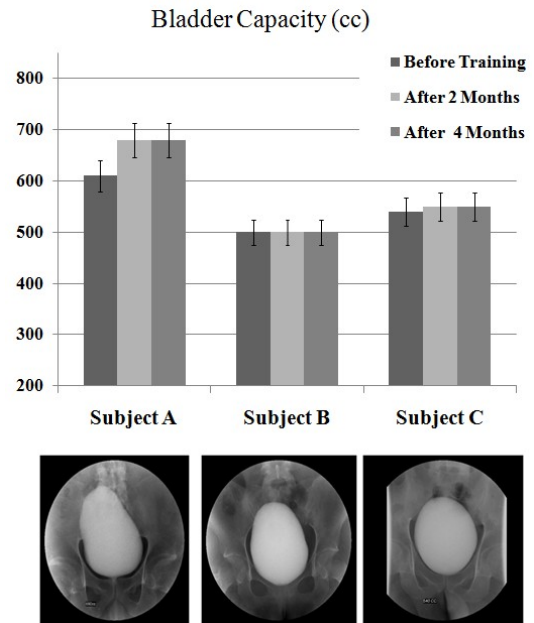 Bladder Capacity (cc)
Before Training
After 2 Months
After 4 Months
800
700
600
500
400
300
200
Subject A
Subject B
Subject C